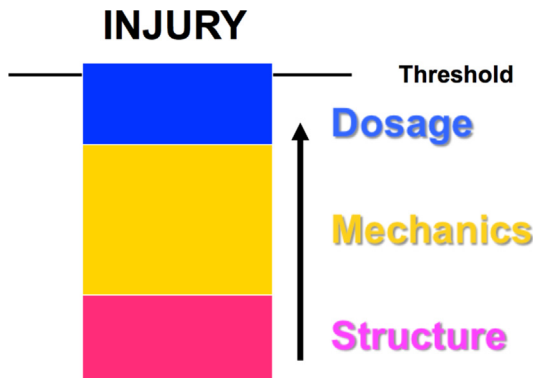 INJURY
Threshold
Dosage
Mechanics
Structure